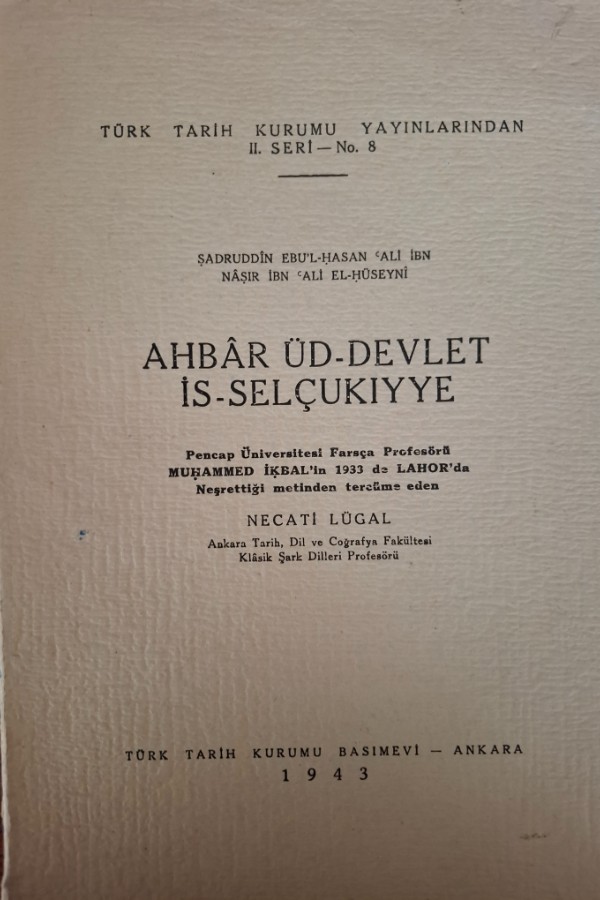 TÜRK TARİH KURUMU YAYINLARINDAN
II. SERİ — No. 8
ṢADRUDDÎN EBU'L-ḤASAN ʿALİ İBN
NÂṢIR İBN ʿALİ EL-ḤÜSEYNÎ
AHBÂR ÜD-DEVLET
İS-SELÇUKIYYE
Pencap Üniversitesi Farsça Profesörü
MUḤAMMED İḲBAL'in 1933 de LAHOR'da
Neşrettiği metinden tercüme eden
NECATİ LÜGAL
Ankara Tarih, Dil ve Coğrafya Fakültesi
Klâsik Şark Dilleri Profesörü
TÜRK TARİH KURUMU BASIMEVİ — ANKARA
1943